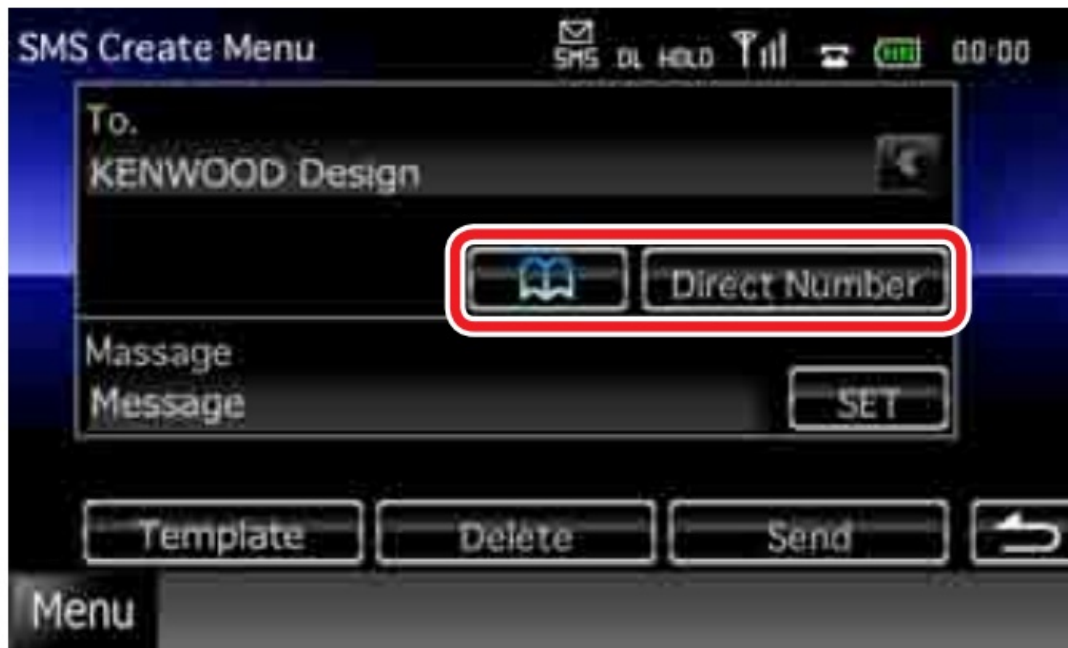 SMS Create Menu SMS DL HOLD 00:00
To.
KENWOOD Design
Direct Number
Massage
Message SET
Template Delete Send
Menu